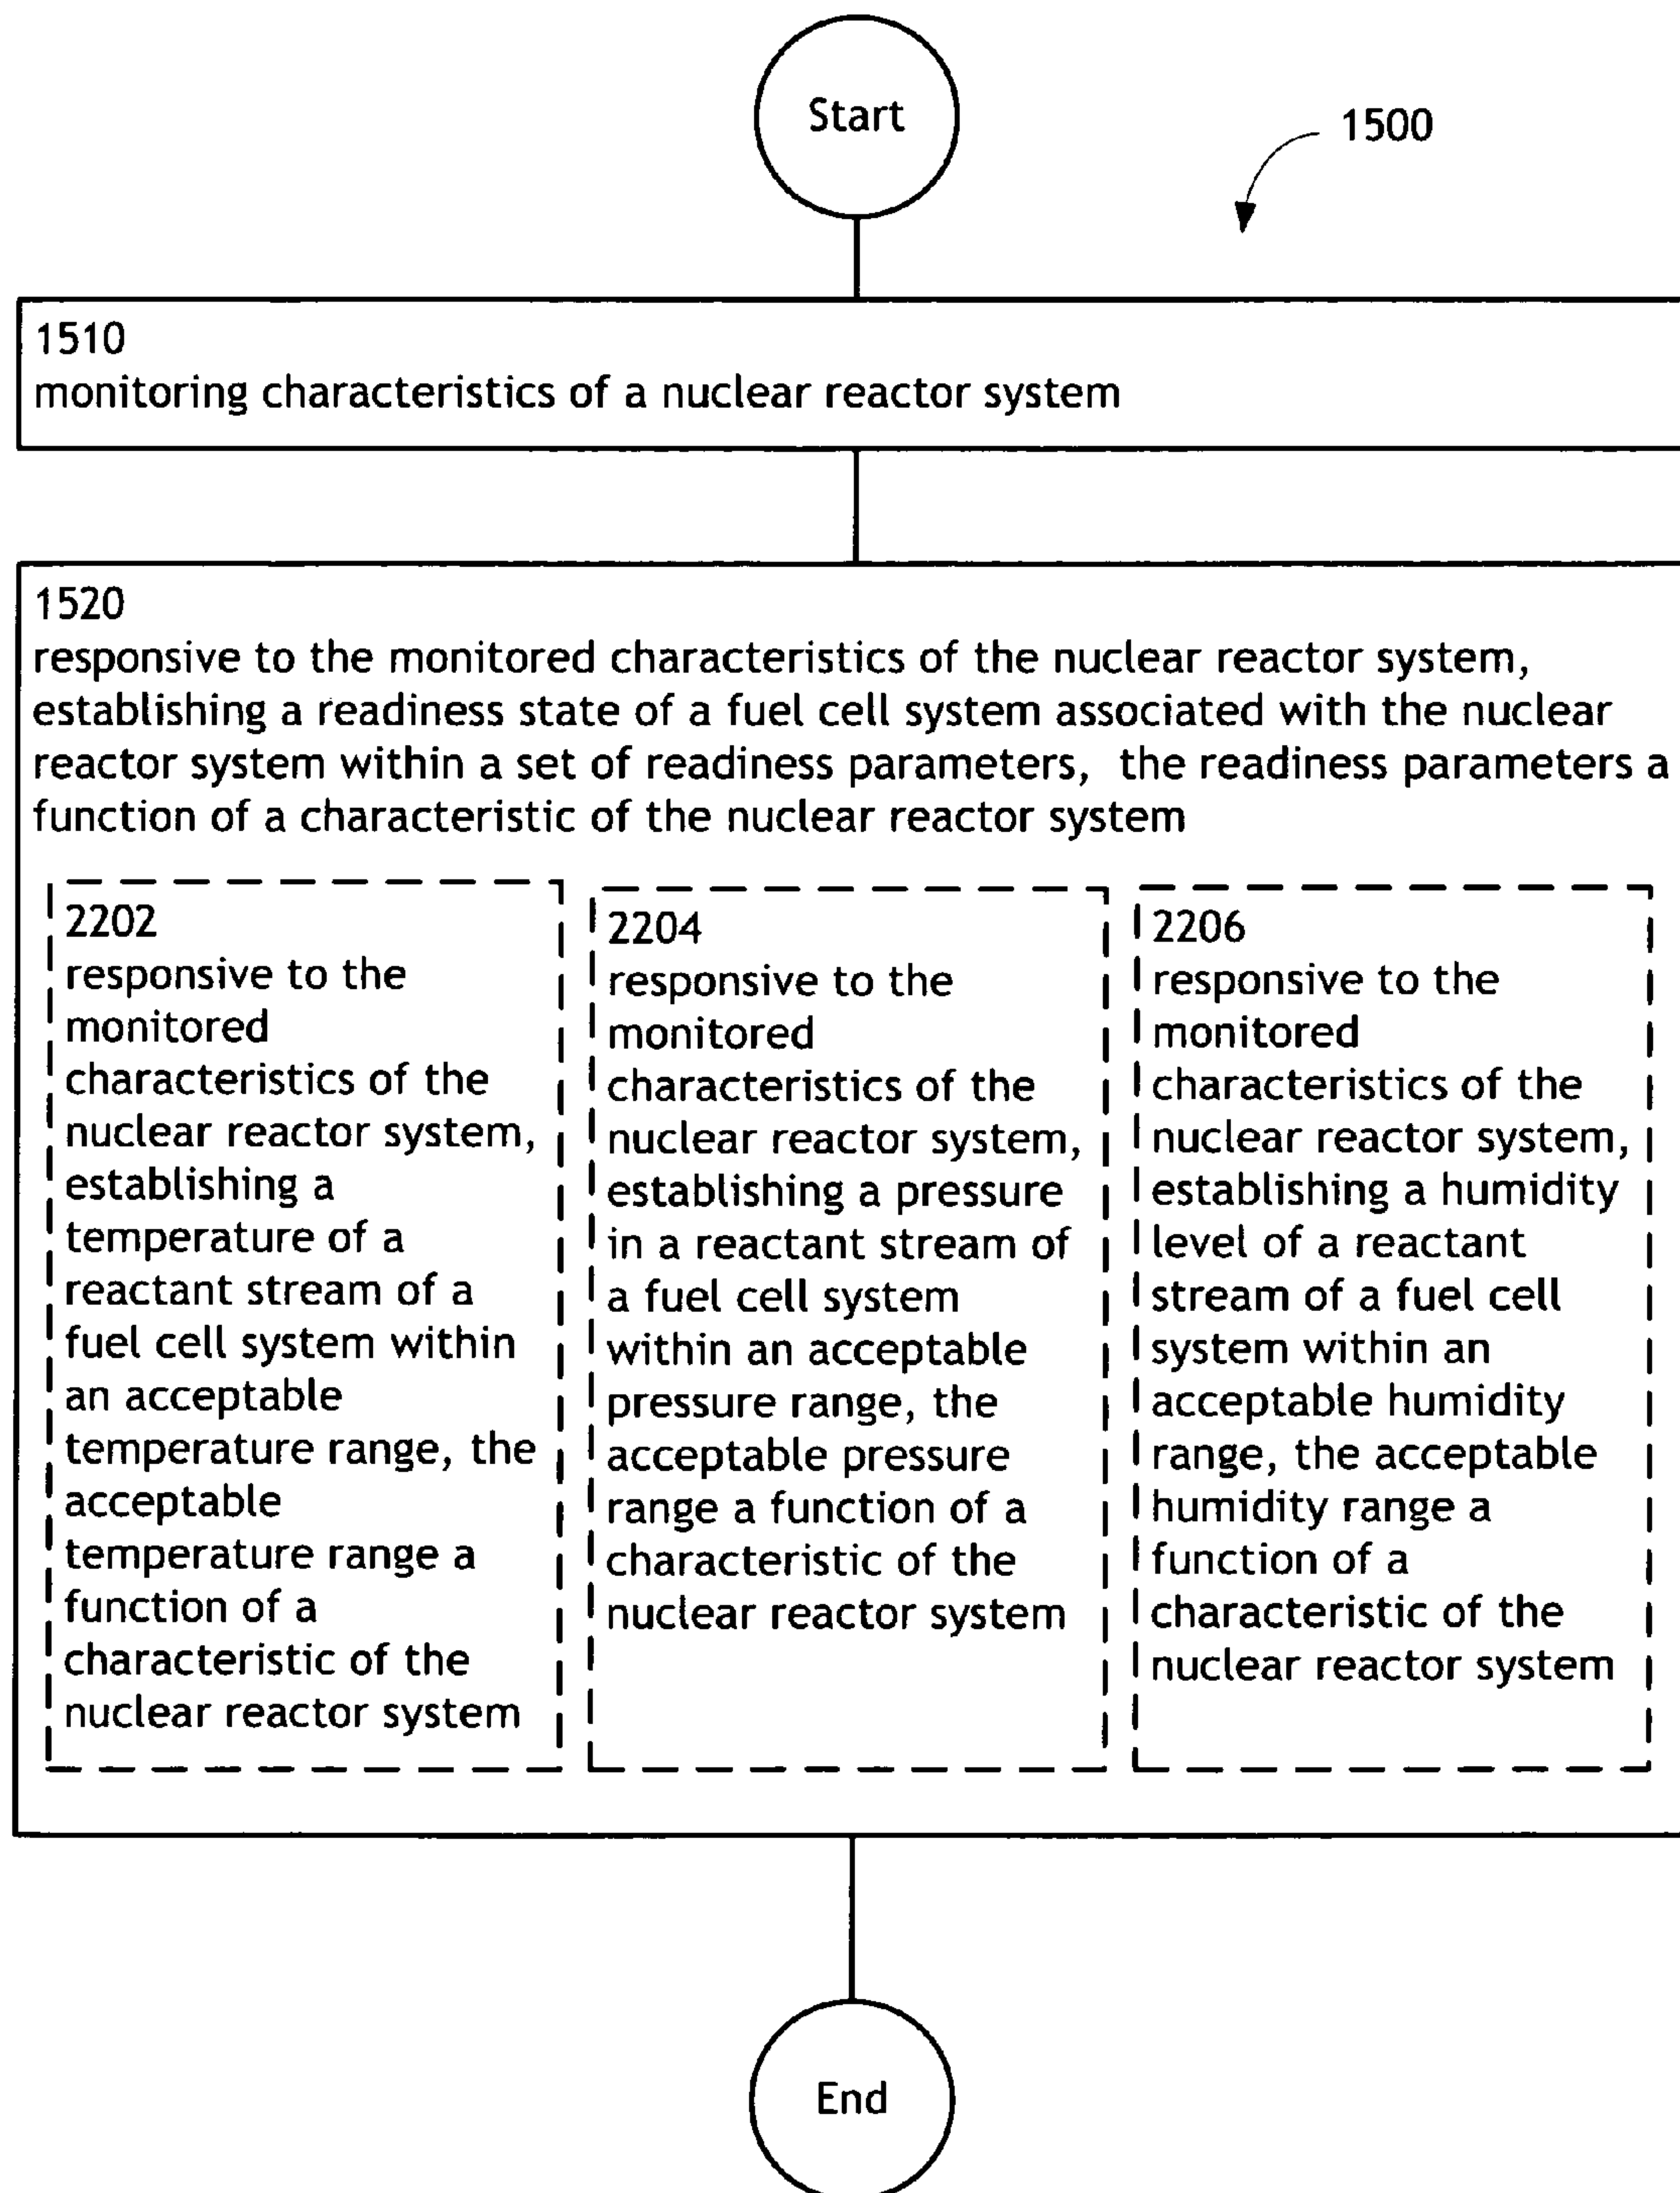 Start
1500
1510
monitoring characteristics of a nuclear reactor system
1520
responsive to the monitored characteristics of the nuclear reactor system,
establishing a readiness state of a fuel cell system associated with the nuclear
reactor system within a set of readiness parameters, the readiness parameters a
function of a characteristic of the nuclear reactor system
2202
responsive to the
monitored
characteristics of the
nuclear reactor system,
establishing a
temperature of a
reactant stream of a
fuel cell system within
an acceptable
temperature range, the
acceptable
temperature range a
function of a
characteristic of the
nuclear reactor system
2204
responsive to the
monitored
characteristics of the
nuclear reactor system,
establishing a pressure
in a reactant stream of
a fuel cell system
within an acceptable
pressure range, the
acceptable pressure
range a function of a
characteristic of the
nuclear reactor system
2206
responsive to the
monitored
characteristics of the
nuclear reactor system,
establishing a humidity
level of a reactant
stream of a fuel cell
system within an
acceptable humidity
range, the acceptable
humidity range a
function of a
characteristic of the
nuclear reactor system
End